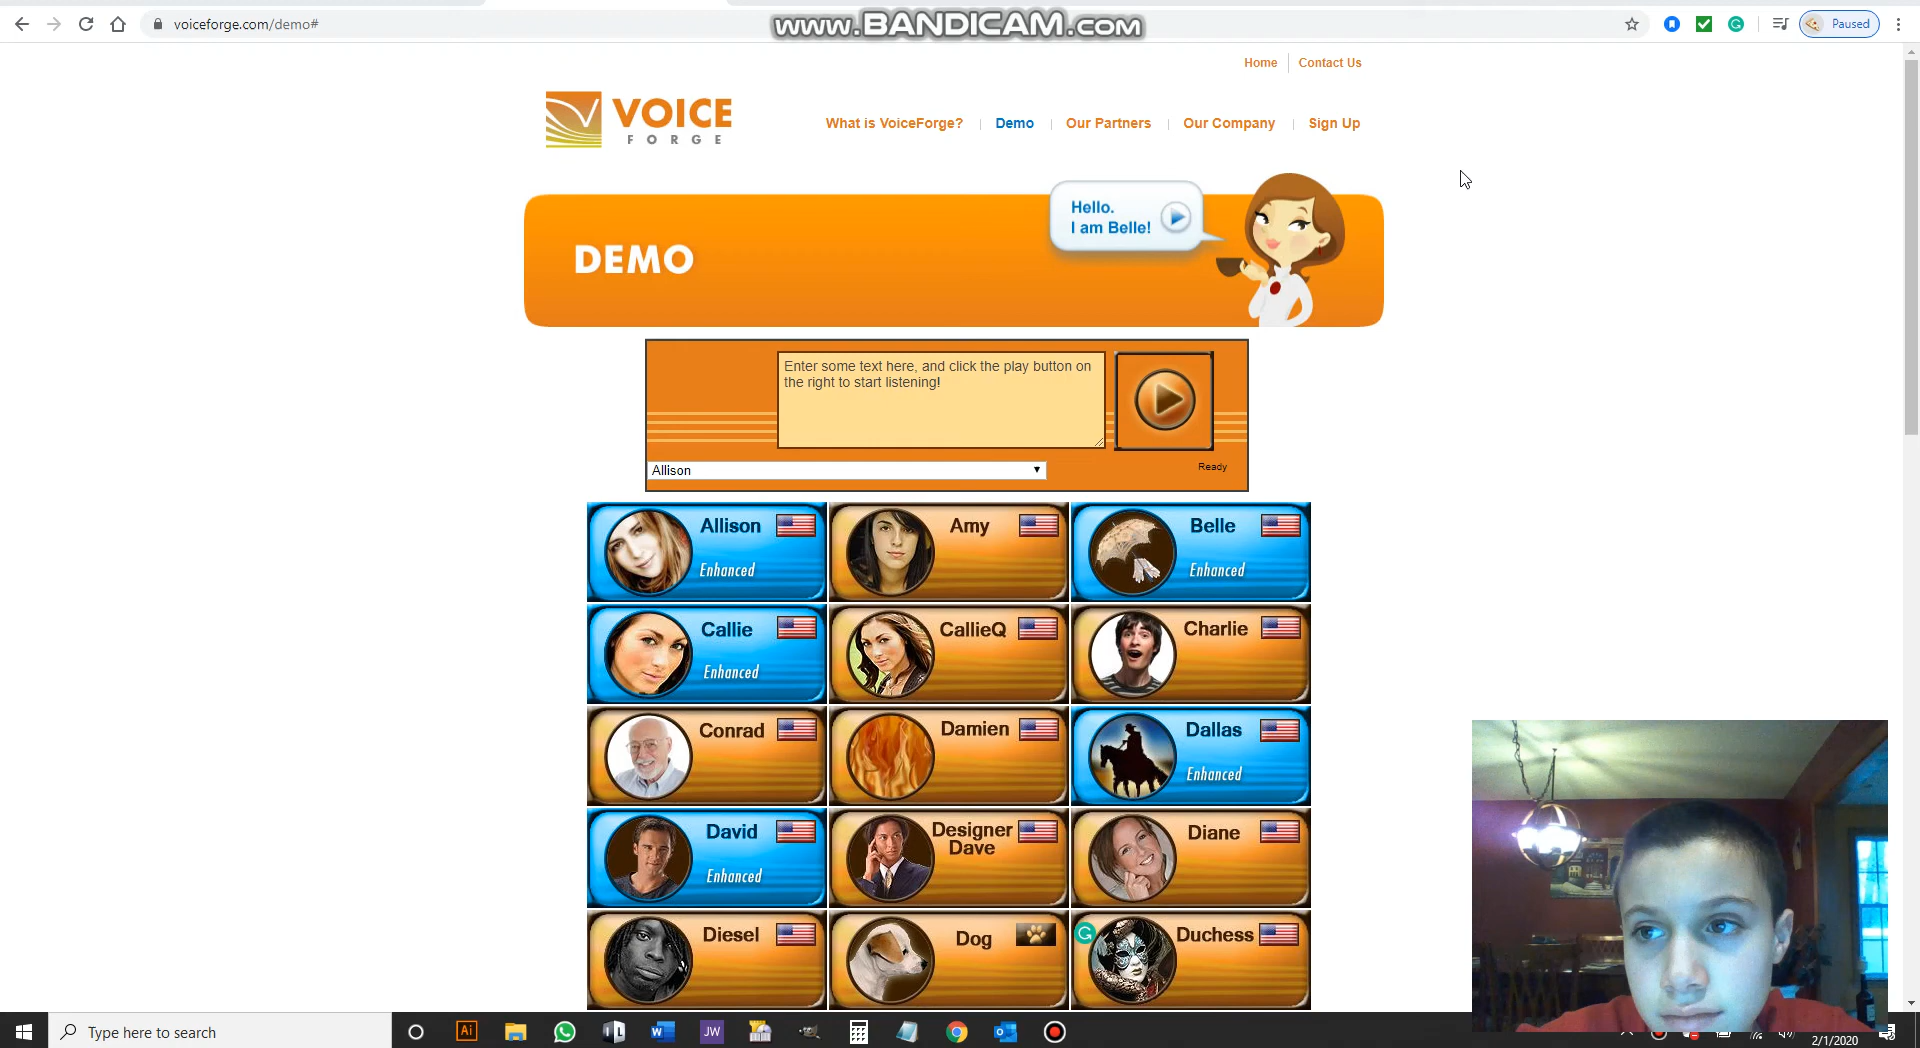 voiceforge.com/demo#
www.BANDICAM.com
Paused
Home
Contact Us
VOICE
FORGE
What is VoiceForge?
Demo
Our Partners
Our Company
Sign Up
Hello.
I am Belle!
DEMO
Enter some text here, and click the play button on
the right to start listening!
Allison
Ready
Allison
Enhanced
Amy
Belle
Enhanced
Callie
Enhanced
CallieQ
Charlie
Conrad
Damien
Dallas
Enhanced
David
Enhanced
Designer
Dave
Diane
Diesel
Dog
Duchess
Type here to search
Ai
W
JW
2/1/2020